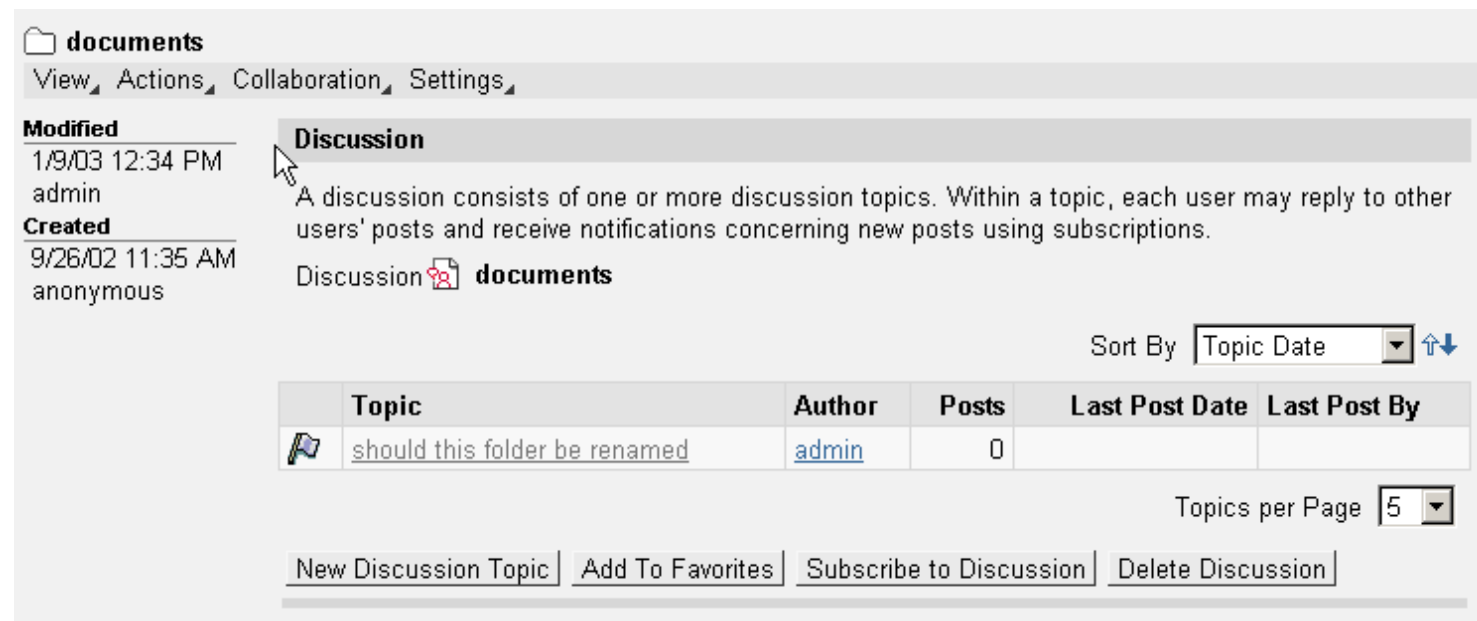 documents
View Actions Collaboration Settings
Modified
1/9/03 12:34 PM
admin
Created
9/26/02 11:35 AM
anonymous
Discussion
A discussion consists of one or more discussion topics. Within a topic, each user may reply to other
users' posts and receive notifications concerning new posts using subscriptions.
Discussion documents
Sort By Topic Date
Topic Author Posts Last Post Date Last Post By
should this folder be renamed admin 0
Topics per Page 5
New Discussion Topic Add To Favorites Subscribe to Discussion Delete Discussion